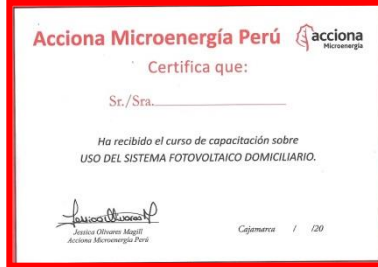 Acciona Microenergía Perú
acciona
Microenergía
Certifica que:
Sr./Sra.
Ha recibido el curso de capacitación sobre
USO DEL SISTEMA FOTOVOLTAICO DOMICILIARIO.
Jessica Olivares Magill
Acciona Microenergía Perú
Cajamarca / /20